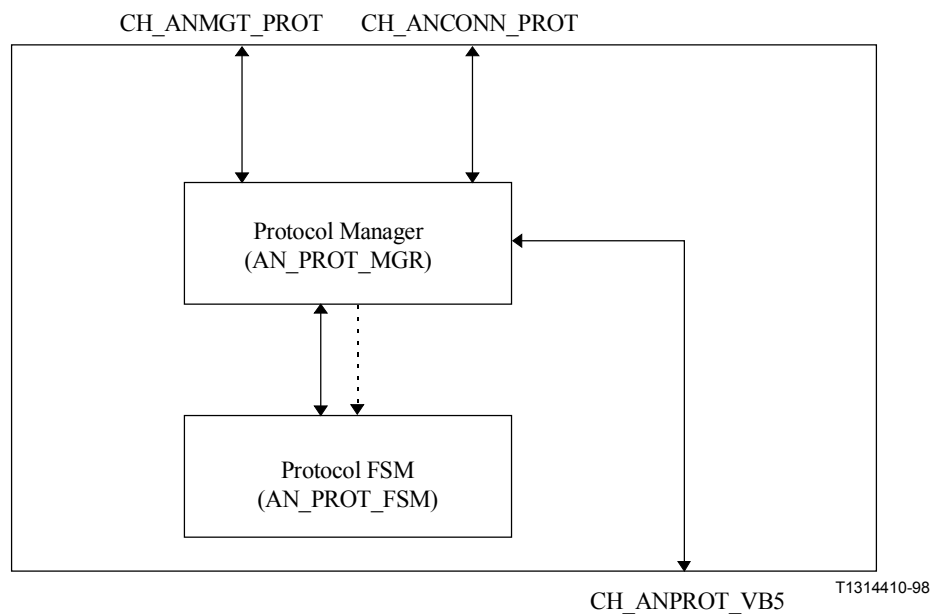 CH_ANMGT_PROT
CH_ANCONN_PROT
Protocol Manager
(AN_PROT_MGR)
Protocol FSM
(AN_PROT_FSM)
T1314410-98
CH_ANPROT_VB5